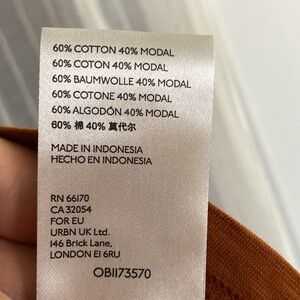 60% COTTON 40% MODAL
60% COTON 40% MODAL
60% BAUMWOLLE 40% MODAL
60% COTONE 40% MODAL
60% ALGODÓN 40% MODAL
60% 棉 40% 莫代尔
MADE IN INDONESIA
HECHO EN INDONESIA
RN 66170
CA 32054
FOR EU
URBN UK Ltd.
146 Brick Lane,
LONDON E1 6RU
OB1173570